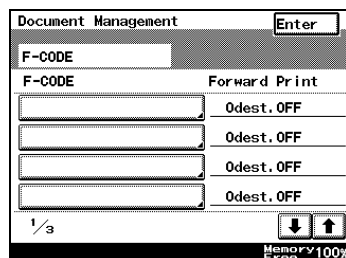 Document Management Enter
F-CODE
F-CODE Forward Print
0dest. OFF
0dest. OFF
0dest. OFF
0dest. OFF
1/3
Memory 100%
Free